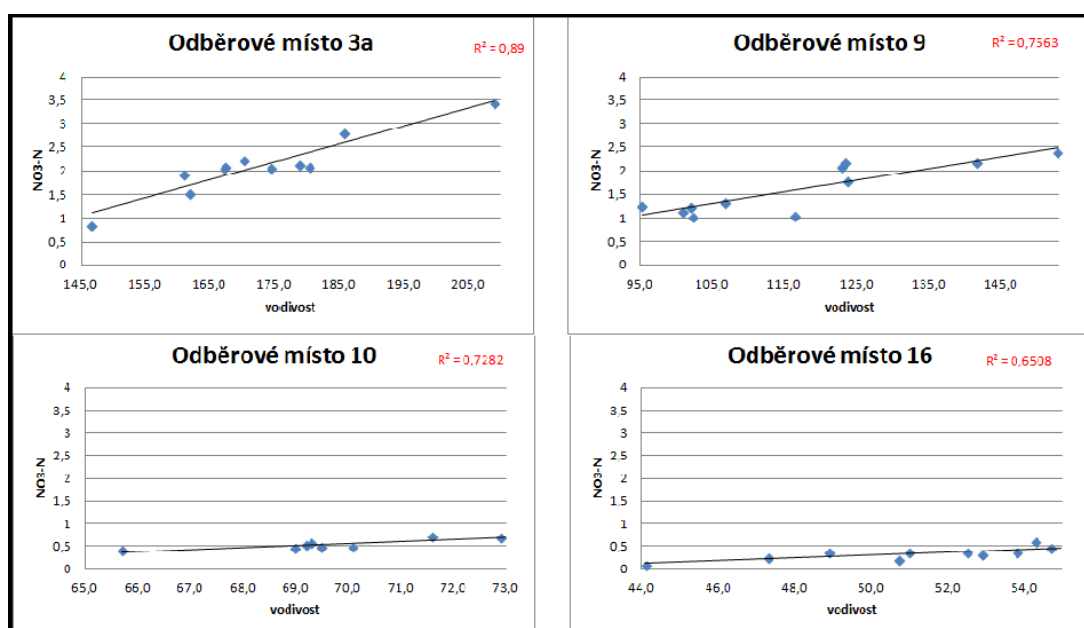 Odběrové místo 3a
R² = 0,89
4
3,5
3
2,5
2
1,5
1
0,5
0
NO3-N
145,0 155,0 165,0 175,0 185,0 195,0 205,0
vodivost
Odběrové místo 9
R² = 0,7563
4
3,5
3
2,5
2
1,5
1
0,5
0
NO3-N
95,0 105,0 115,0 125,0 135,0 145,0
vodivost
Odběrové místo 10
R² = 0,7282
4
3,5
3
2,5
2
1,5
1
0,5
0
NO3-N
65,0 66,0 67,0 68,0 69,0 70,0 71,0 72,0 73,0
vodivost
Odběrové místo 16
R² = 0,6508
4
3,5
3
2,5
2
1,5
1
0,5
0
NO3-N
44,0 46,0 48,0 50,0 52,0 54,0
vodivost